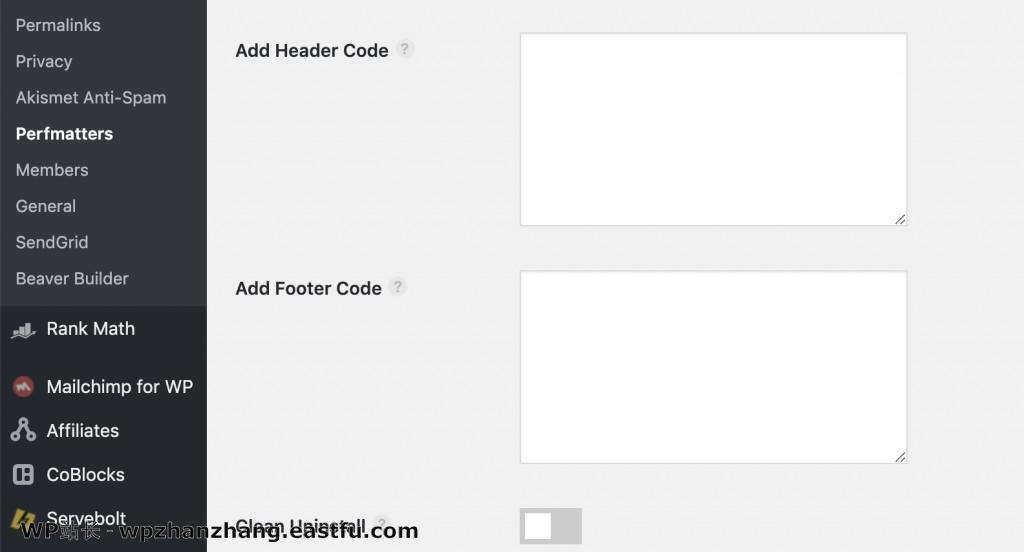 Permalinks
Privacy
Akismet Anti-Spam
Perfmatters
Members
General
SendGrid
Beaver Builder
Rank Math
Mailchimp for WP
Affiliates
CoBlocks
Servebolt
Add Header Code ?
Add Footer Code ?
Clean Uninstall ?
WP站长 - wpzhanzhang.eastfu.com